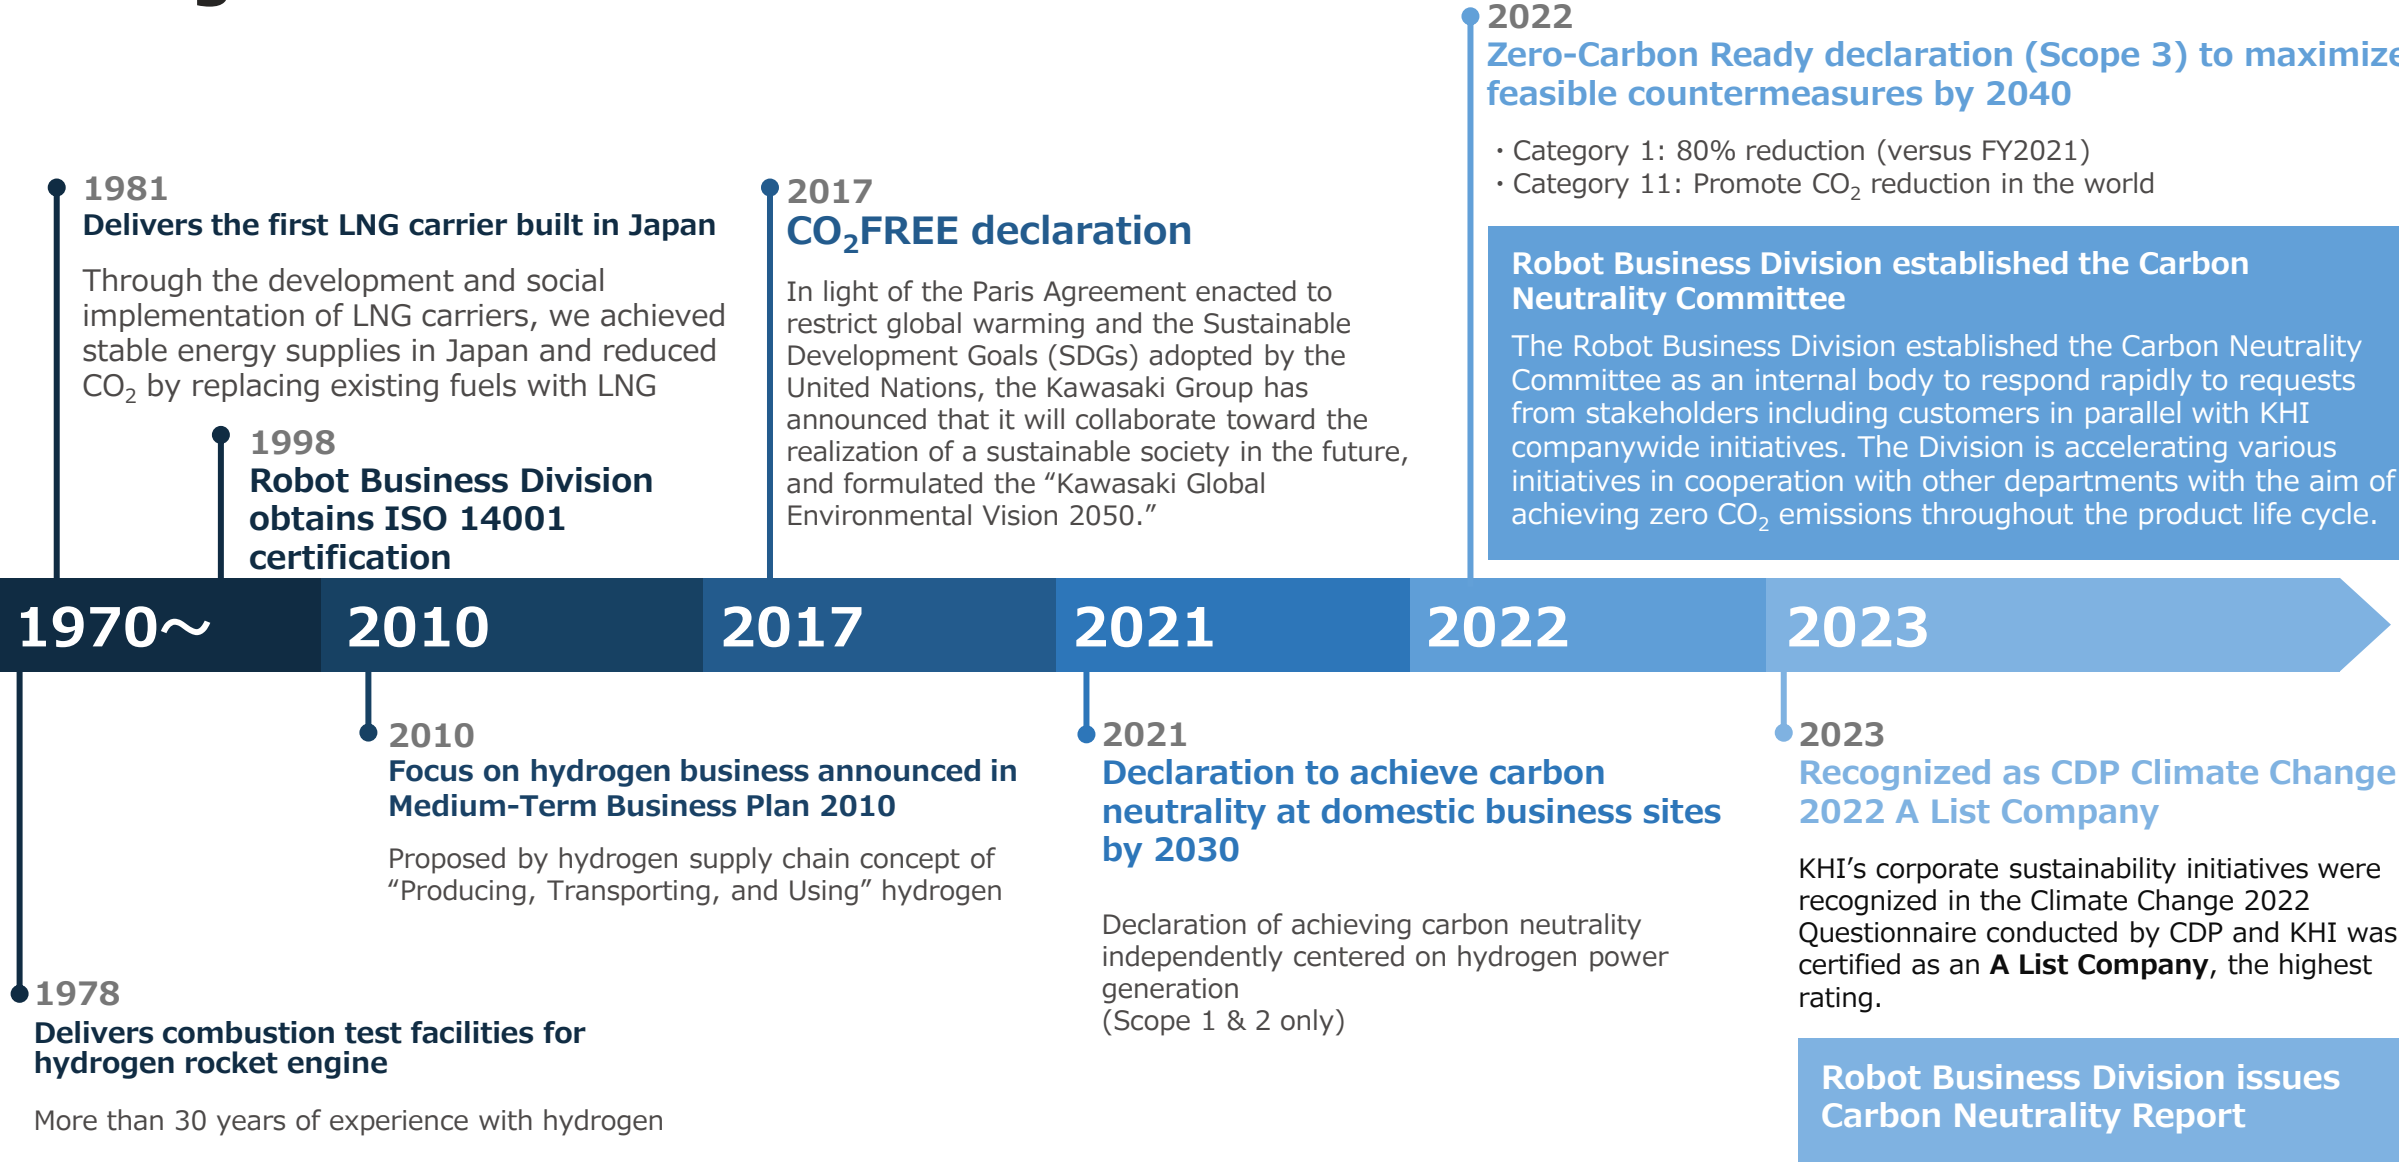 1981
Delivers the first LNG carrier built in Japan
Through the development and social
implementation of LNG carriers, we achieved
stable energy supplies in Japan and reduced
CO₂ by replacing existing fuels with LNG
1998
Robot Business Division
obtains ISO 14001
certification
2017
CO₂FREE declaration
In light of the Paris Agreement enacted to
restrict global warming and the Sustainable
Development Goals (SDGs) adopted by the
United Nations, the Kawasaki Group has
announced that it will collaborate toward the
realization of a sustainable society in the future,
and formulated the “Kawasaki Global
Environmental Vision 2050.”
2022
Zero-Carbon Ready declaration (Scope 3) to maximize
feasible countermeasures by 2040
・Category 1: 80% reduction (versus FY2021)
・Category 11: Promote CO₂ reduction in the world
Robot Business Division established the Carbon
Neutrality Committee
The Robot Business Division established the Carbon Neutrality
Committee as an internal body to respond rapidly to requests
from stakeholders including customers in parallel with KHI
companywide initiatives. The Division is accelerating various
initiatives in cooperation with other departments with the aim of
achieving zero CO₂ emissions throughout the product life cycle.
1970～
2010
2017
2021
2022
2023
1978
Delivers combustion test facilities for
hydrogen rocket engine
More than 30 years of experience with hydrogen
2010
Focus on hydrogen business announced in
Medium-Term Business Plan 2010
Proposed by hydrogen supply chain concept of
“Producing, Transporting, and Using” hydrogen
2021
Declaration to achieve carbon
neutrality at domestic business sites
by 2030
Declaration of achieving carbon neutrality
independently centered on hydrogen power
generation
(Scope 1 & 2 only)
2023
Recognized as CDP Climate Change
2022 A List Company
KHI’s corporate sustainability initiatives were
recognized in the Climate Change 2022
Questionnaire conducted by CDP and KHI was
certified as an A List Company, the highest
rating.
Robot Business Division issues
Carbon Neutrality Report